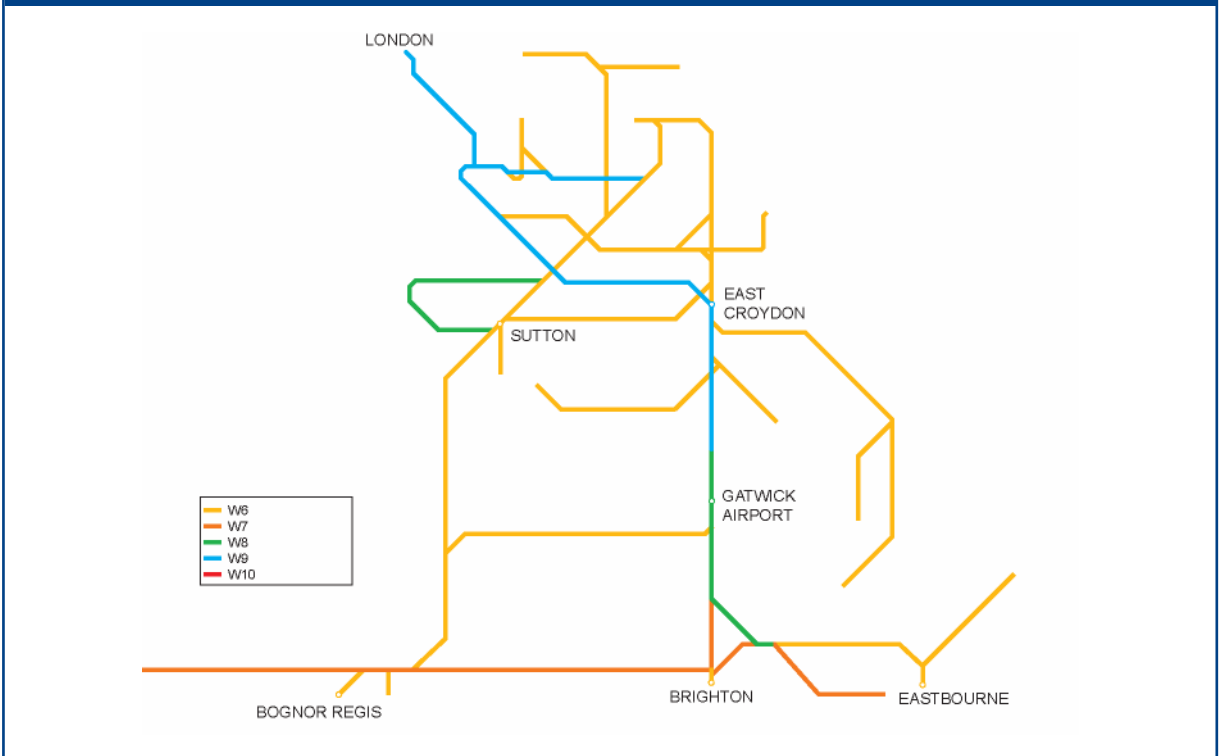 LONDON
EAST
CROYDON
SUTTON
GATWICK
AIRPORT
W6
W7
W8
W9
W10
BRIGHTON
EASTBOURNE
BOGNOR REGIS